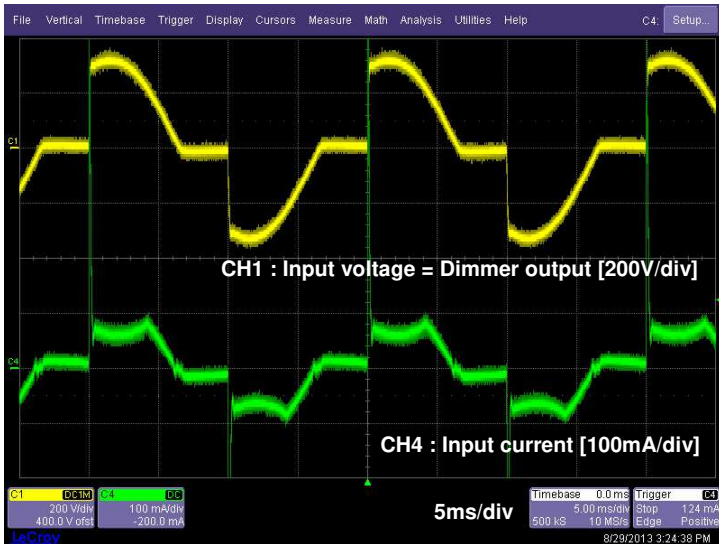 File Vertical Timebase Trigger Display Cursors Measure Math Analysis Utilities Help C4: Setup...
C1
CH1 : Input voltage = Dimmer output [200V/div]
C4
CH4 : Input current [100mA/div]
5ms/div
C1 DC1M C4 DC Timebase 0.0 ms Trigger C4
200 V/div 100 mA/div 5.00 ms/div Stop 124 mA
400.0 V ofst -200.0 mA 500 kS 10 MS/s Edge Positive
LeCroy 8/29/2013 3:24:38 PM